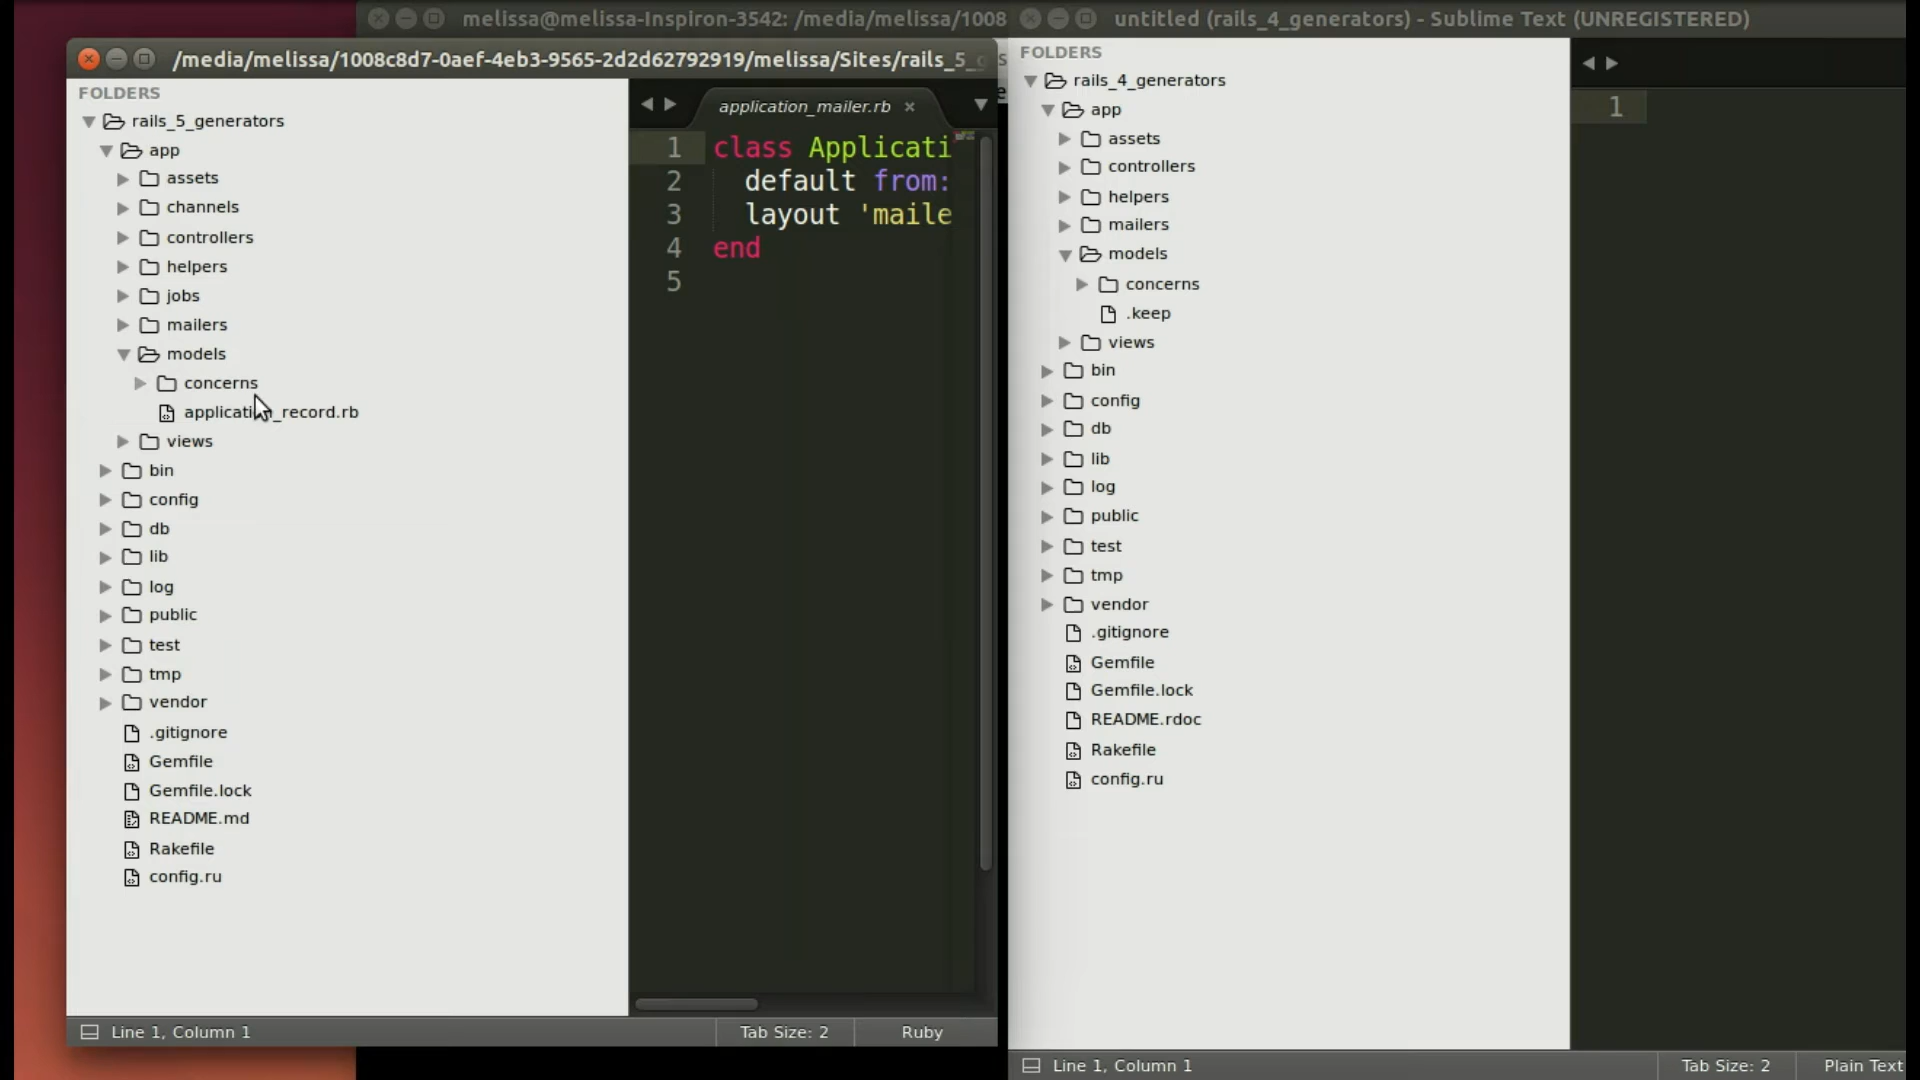 melissa@melissa-Inspiron-3542: /media/melissa/1008
untitled (rails_4_generators) - Sublime Text (UNREGISTERED)
/media/melissa/1008c8d7-0aef-4eb3-9565-2d2d62792919/melissa/Sites/rails_5_g
FOLDERS
rails_5_generators
app
assets
channels
controllers
helpers
jobs
mailers
models
concerns
application_record.rb
views
bin
config
db
lib
log
public
test
tmp
vendor
.gitignore
Gemfile
Gemfile.lock
README.md
Rakefile
config.ru
application_mailer.rb ×
1 class Applicati
2 default from:
3 layout 'maile
4 end
5
Line 1, Column 1
Tab Size: 2
Ruby
FOLDERS
rails_4_generators
app
assets
controllers
helpers
mailers
models
concerns
.keep
views
bin
config
db
lib
log
public
test
tmp
vendor
.gitignore
Gemfile
Gemfile.lock
README.rdoc
Rakefile
config.ru
1
Line 1, Column 1
Tab Size: 2
Plain Text